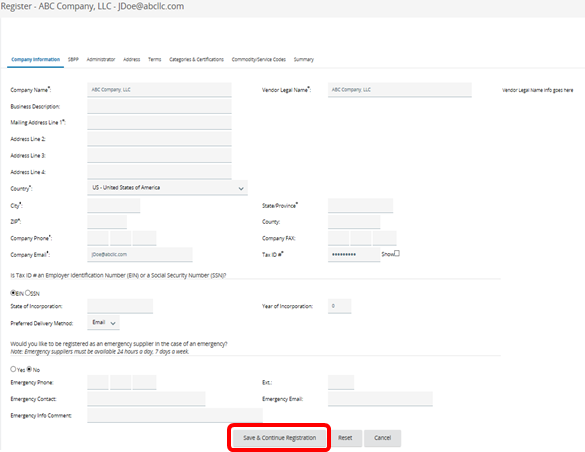 Register - ABC Company, LLC - JDoe@abcllc.com
Company Information SBPP Administrator Address Terms Categories & Certifications Commodity/Service Codes Summary
Company Name*: ABC Company, LLC Vendor Legal Name*: ABC Company, LLC Vendor Legal Name Info goes here
Business Description:
Mailing Address Line 1*:
Address Line 2:
Address Line 3:
Address Line 4:
Country*: US - United States of America
City*: State/Province*
ZIP*: County:
Company Phone*: Company FAX:
Company Email*: JDoe@abcllc.com Tax ID #* ********* Show
Is Tax ID # an Employer Identification Number (EIN) or a Social Security Number (SSN)?
EIN SSN
State of Incorporation: Year of Incorporation: 0
Preferred Delivery Method: Email
Would you like to be registered as an emergency supplier in the case of an emergency?
Note: Emergency suppliers must be available 24 hours a day, 7 days a week.
Yes No
Emergency Phone: Ext.:
Emergency Contact: Emergency Email:
Emergency Info Comment:
Save & Continue Registration Reset Cancel